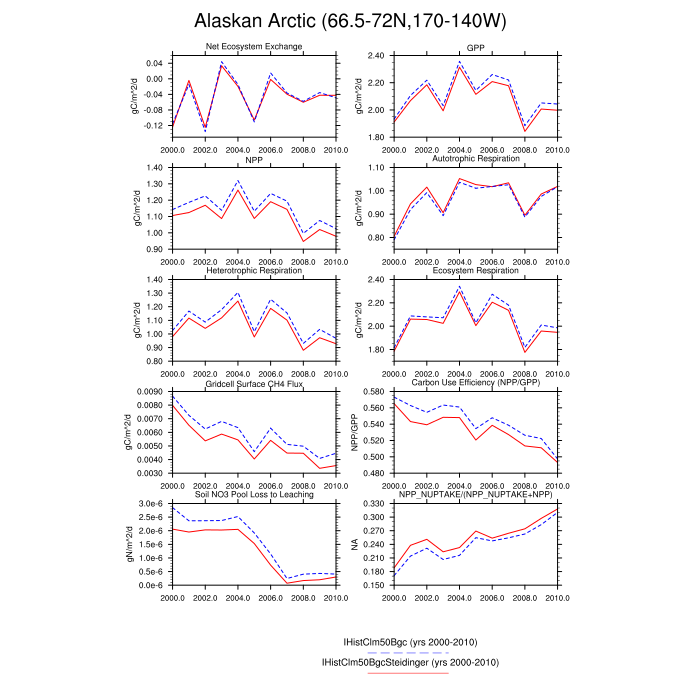 Alaskan Arctic (66.5-72N,170-140W)
Net Ecosystem Exchange
gC/m^2/d
0.04
0.00
-0.04
-0.08
-0.12
2000.0 2002.0 2004.0 2006.0 2008.0 2010.0
GPP
gC/m^2/d
2.40
2.20
2.00
1.80
2000.0 2002.0 2004.0 2006.0 2008.0 2010.0
NPP
gC/m^2/d
1.40
1.30
1.20
1.10
1.00
0.90
2000.0 2002.0 2004.0 2006.0 2008.0 2010.0
Autotrophic Respiration
gC/m^2/d
1.10
1.00
0.90
0.80
2000.0 2002.0 2004.0 2006.0 2008.0 2010.0
Heterotrophic Respiration
gC/m^2/d
1.40
1.30
1.20
1.10
1.00
0.90
0.80
2000.0 2002.0 2004.0 2006.0 2008.0 2010.0
Ecosystem Respiration
gC/m^2/d
2.40
2.20
2.00
1.80
2000.0 2002.0 2004.0 2006.0 2008.0 2010.0
Gridcell Surface CH4 Flux
gC/m^2/d
0.0090
0.0080
0.0070
0.0060
0.0050
0.0040
0.0030
2000.0 2002.0 2004.0 2006.0 2008.0 2010.0
Carbon Use Efficiency (NPP/GPP)
NPP/GPP
0.580
0.560
0.540
0.520
0.500
0.480
2000.0 2002.0 2004.0 2006.0 2008.0 2010.0
Soil NO3 Pool Loss to Leaching
gN/m^2/d
3.0e-6
2.5e-6
2.0e-6
1.5e-6
1.0e-6
0.5e-6
0.0e-6
2000.0 2002.0 2004.0 2006.0 2008.0 2010.0
NPP_NUPTAKE/(NPP_NUPTAKE+NPP)
NA
0.330
0.300
0.270
0.240
0.210
0.180
0.150
2000.0 2002.0 2004.0 2006.0 2008.0 2010.0
IHistClm50Bgc (yrs 2000-2010)
IHistClm50BgcSteidinger (yrs 2000-2010)